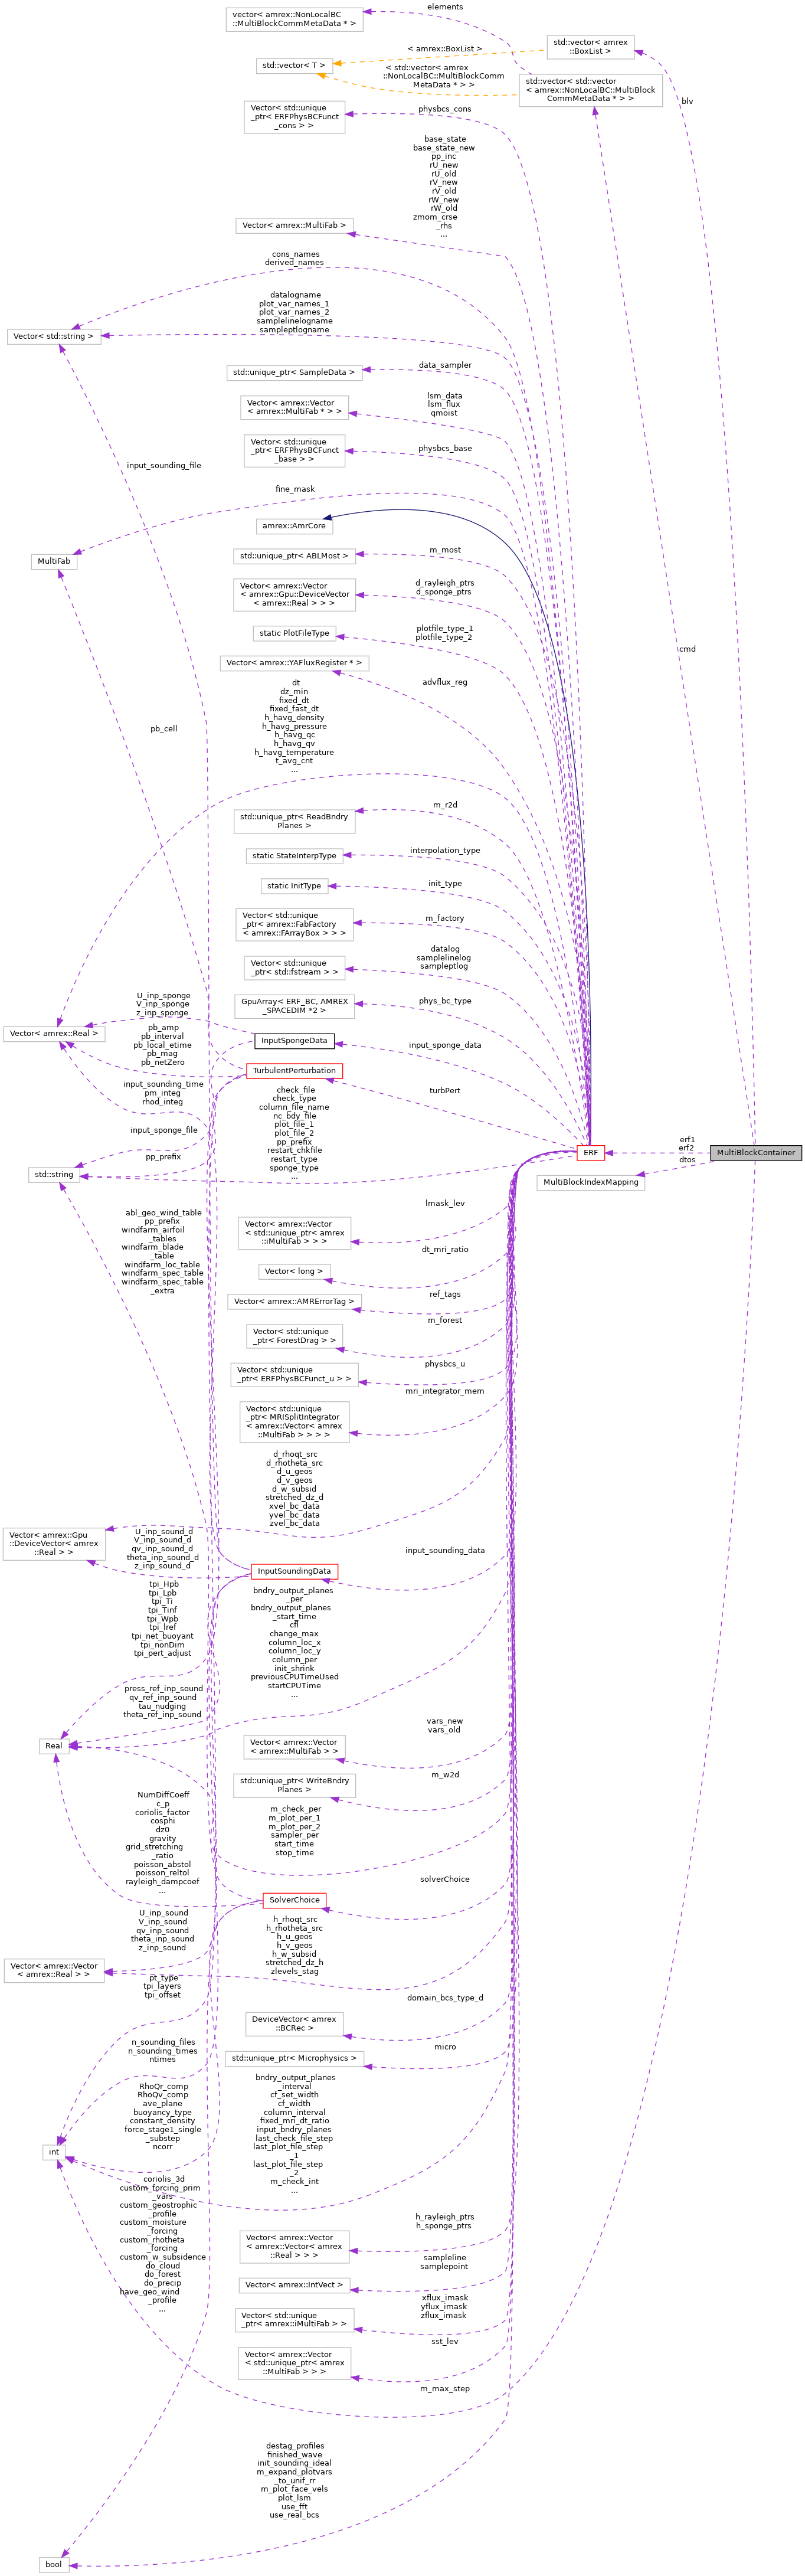 elements
vector< amrex::NonLocalBC
::MultiBlockCommMetaData * >
std::vector< amrex
::BoxList >
< amrex::BoxList >
std::vector< T >
< std::vector< amrex
::NonLocalBC::MultiBlockComm
MetaData * > >
std::vector< std::vector
< amrex::NonLocalBC::MultiBlock
CommMetaData * > >
blv
physbcs_cons
Vector< std::unique
_ptr< ERFPhysBCFunct
_cons > >
base_state
base_state_new
pp_inc
rU_new
rU_old
rV_new
rV_old
rW_new
rW_old
zmom_crse
_rhs
...
Vector< amrex::MultiFab >
cons_names
derived_names
datalogname
plot_var_names_1
plot_var_names_2
samplelinelogname
sampleptlogname
Vector< std::string >
data_sampler
std::unique_ptr< SampleData >
lsm_data
lsm_flux
qmoist
Vector< amrex::Vector
< amrex::MultiFab * > >
physbcs_base
Vector< std::unique
_ptr< ERFPhysBCFunct
_base > >
input_sounding_file
fine_mask
amrex::AmrCore
MultiFab
m_most
std::unique_ptr< ABLMost >
d_rayleigh_ptrs
d_sponge_ptrs
Vector< amrex::Vector
< amrex::Gpu::DeviceVector
< amrex::Real > > >
plotfile_type_1
plotfile_type_2
static PlotFileType
cmd
Vector< amrex::YAFluxRegister * >
advflux_reg
dt
dz_min
fixed_dt
fixed_fast_dt
h_havg_density
h_havg_pressure
h_havg_qc
h_havg_qv
h_havg_temperature
t_avg_cnt
...
pb_cell
m_r2d
std::unique_ptr< ReadBndry
Planes >
interpolation_type
static StateInterpType
init_type
static InitType
m_factory
Vector< std::unique
_ptr< amrex::FabFactory
< amrex::FArrayBox > > >
datalog
samplelinelog
sampleptlog
Vector< std::unique
_ptr< std::fstream > >
phys_bc_type
GpuArray< ERF_BC, AMREX
_SPACEDIM *2 >
U_inp_sponge
V_inp_sponge
z_inp_sponge
Vector< amrex::Real >
pb_amp
pb_interval
pb_local_etime
pb_mag
pb_netZero
InputSpongeData
input_sponge_data
TurbulentPerturbation
turbPert
input_sounding_time
pm_integ
rhod_integ
input_sponge_file
check_file
check_type
column_file_name
nc_bdy_file
plot_file_1
plot_file_2
pp_prefix
restart_chkfile
restart_type
sponge_type
...
pp_prefix
std::string
ERF
erf1
erf2
MultiBlockContainer
dtos
MultiBlockIndexMapping
abl_geo_wind_table
pp_prefix
windfarm_airfoil
_tables
windfarm_blade
_table
windfarm_loc_table
windfarm_spec_table
windfarm_spec_table
_extra
lmask_lev
Vector< amrex::Vector
< std::unique_ptr< amrex
::iMultiFab > > >
dt_mri_ratio
Vector< long >
ref_tags
Vector< amrex::AMRErrorTag >
m_forest
Vector< std::unique
_ptr< ForestDrag > >
physbcs_u
Vector< std::unique
_ptr< ERFPhysBCFunct_u > >
mri_integrator_mem
Vector< std::unique
_ptr< MRISplitIntegrator
< amrex::Vector< amrex
::MultiFab > > > >
d_rhoqt_src
d_rhotheta_src
d_u_geos
d_v_geos
d_w_subsid
stretched_dz_d
xvel_bc_data
yvel_bc_data
zvel_bc_data
Vector< amrex::Gpu
::DeviceVector< amrex
::Real > >
U_inp_sound_d
V_inp_sound_d
qv_inp_sound_d
theta_inp_sound_d
z_inp_sound_d
InputSoundingData
input_sounding_data
tpi_Hpb
tpi_Lpb
tpi_Ti
tpi_Tinf
tpi_Wpb
tpi_lref
tpi_net_buoyant
tpi_nonDim
tpi_pert_adjust
bndry_output_planes
_per
bndry_output_planes
_start_time
cfl
change_max
column_loc_x
column_loc_y
column_per
init_shrink
previousCPUTimeUsed
startCPUTime
...
press_ref_inp_sound
qv_ref_inp_sound
tau_nudging
theta_ref_inp_sound
Real
vars_new
vars_old
Vector< amrex::Vector
< amrex::MultiFab > >
m_w2d
std::unique_ptr< WriteBndry
Planes >
m_check_per
m_plot_per_1
m_plot_per_2
sampler_per
start_time
stop_time
NumDiffCoeff
c_p
coriolis_factor
cosphi
dz0
gravity
grid_stretching
_ratio
poisson_abstol
poisson_reltol
rayleigh_dampcoef
...
solverChoice
SolverChoice
U_inp_sound
V_inp_sound
qv_inp_sound
theta_inp_sound
z_inp_sound
h_rhoqt_src
h_rhotheta_src
h_u_geos
h_v_geos
h_w_subsid
stretched_dz_h
zlevels_stag
Vector< amrex::Vector
< amrex::Real > >
pt_type
tpi_layers
tpi_offset
domain_bcs_type_d
DeviceVector< amrex
::BCRec >
micro
std::unique_ptr< Microphysics >
n_sounding_files
n_sounding_times
ntimes
RhoQr_comp
RhoQv_comp
ave_plane
buoyancy_type
constant_density
force_stage1_single
_substep
ncorr
bndry_output_planes
_interval
cf_set_width
cf_width
column_interval
fixed_mri_dt_ratio
input_bndry_planes
last_check_file_step
last_plot_file_step
_1
last_plot_file_step
_2
m_check_int
...
int
coriolis_3d
custom_forcing_prim
_vars
custom_geostrophic
_profile
custom_moisture
_forcing
custom_rhotheta
_forcing
custom_w_subsidence
do_cloud
do_forest
do_precip
have_geo_wind
_profile
...
h_rayleigh_ptrs
h_sponge_ptrs
Vector< amrex::Vector
< amrex::Vector< amrex
::Real > > >
sampleline
samplepoint
Vector< amrex::IntVect >
xflux_imask
yflux_imask
zflux_imask
Vector< std::unique
_ptr< amrex::iMultiFab > >
sst_lev
Vector< amrex::Vector
< std::unique_ptr< amrex
::MultiFab > > >
m_max_step
destag_profiles
finished_wave
init_sounding_ideal
m_expand_plotvars
_to_unif_rr
m_plot_face_vels
plot_lsm
use_fft
use_real_bcs
bool